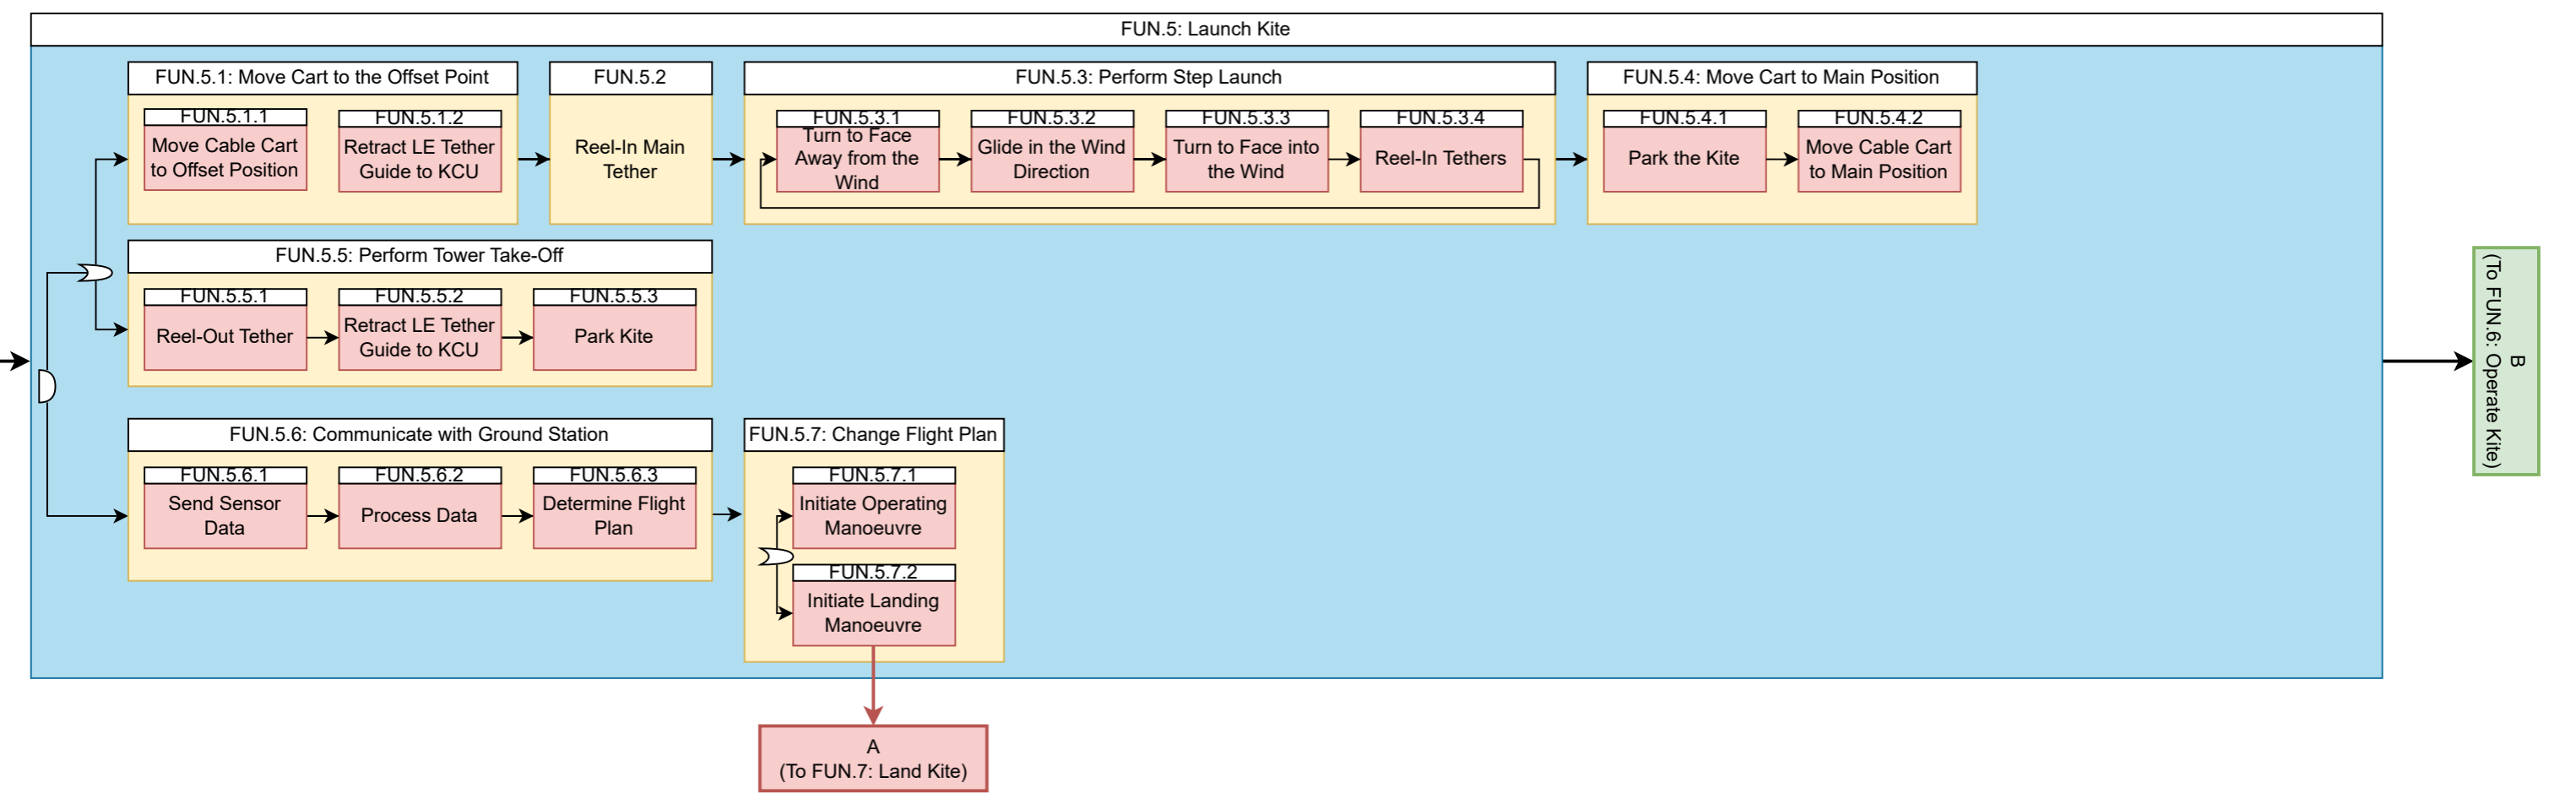 FUN.5: Launch Kite
FUN.5.1: Move Cart to the Offset Point
FUN.5.1.1
Move Cable Cart
to Offset Position
FUN.5.1.2
Retract LE Tether
Guide to KCU
FUN.5.2
Reel-In Main
Tether
FUN.5.3: Perform Step Launch
FUN.5.3.1
Turn to Face
Away from the
Wind
FUN.5.3.2
Glide in the Wind
Direction
FUN.5.3.3
Turn to Face into
the Wind
FUN.5.3.4
Reel-In Tethers
FUN.5.4: Move Cart to Main Position
FUN.5.4.1
Park the Kite
FUN.5.4.2
Move Cable Cart
to Main Position
FUN.5.5: Perform Tower Take-Off
FUN.5.5.1
Reel-Out Tether
FUN.5.5.2
Retract LE Tether
Guide to KCU
FUN.5.5.3
Park Kite
FUN.5.6: Communicate with Ground Station
FUN.5.6.1
Send Sensor
Data
FUN.5.6.2
Process Data
FUN.5.6.3
Determine Flight
Plan
FUN.5.7: Change Flight Plan
FUN.5.7.1
Initiate Operating
Manoeuvre
FUN.5.7.2
Initiate Landing
Manoeuvre
A
(To FUN.7: Land Kite)
B
(To FUN.6: Operate Kite)